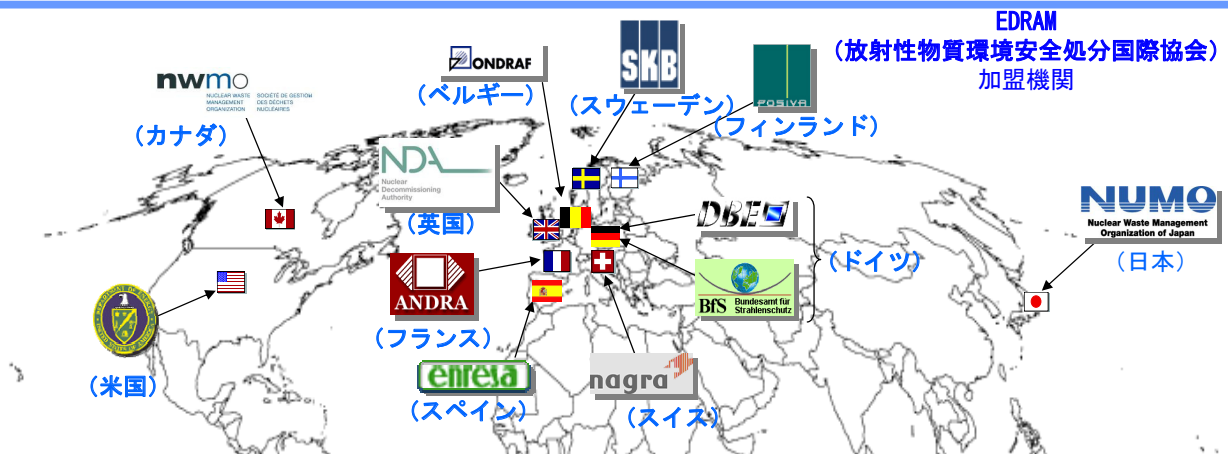 EDRAM
(放射性物質環境安全処分国際協会)
加盟機関
nwmo
NUCLEAR WASTE MANAGEMENT ORGANIZATION
SOCIÉTÉ DE GESTION DES DÉCHETS NUCLÉAIRES
(カナダ)
ONDRAF
(ベルギー)
SKB
(スウェーデン)
POSIVA
(フィンランド)
NDA
Nuclear
Decommissioning
Authority
(英国)
DBE
BfS
Bundesamt für
Strahlenschutz
(ドイツ)
NUMO
Nuclear Waste Management
Organization of Japan
(日本)
ANDRA
(フランス)
(米国)
enresa
(スペイン)
nagra
(スイス)